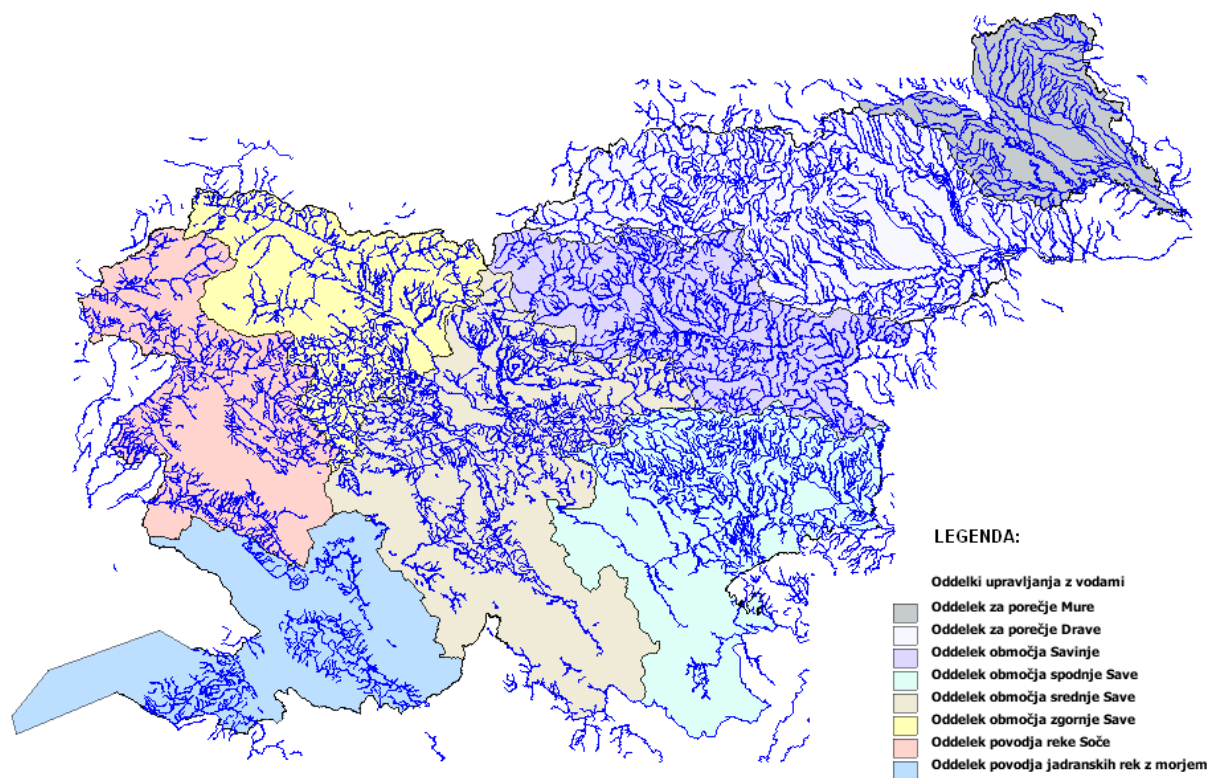 LEGENDA:
Oddelki upravljanja z vodami
Oddelek za porečje Mure
Oddelek za porečje Drave
Oddelek območja Savinje
Oddelek območja spodnje Save
Oddelek območja srednje Save
Oddelek območja zgornje Save
Oddelek povodja reke Soče
Oddelek povodja jadranskih rek z morjem